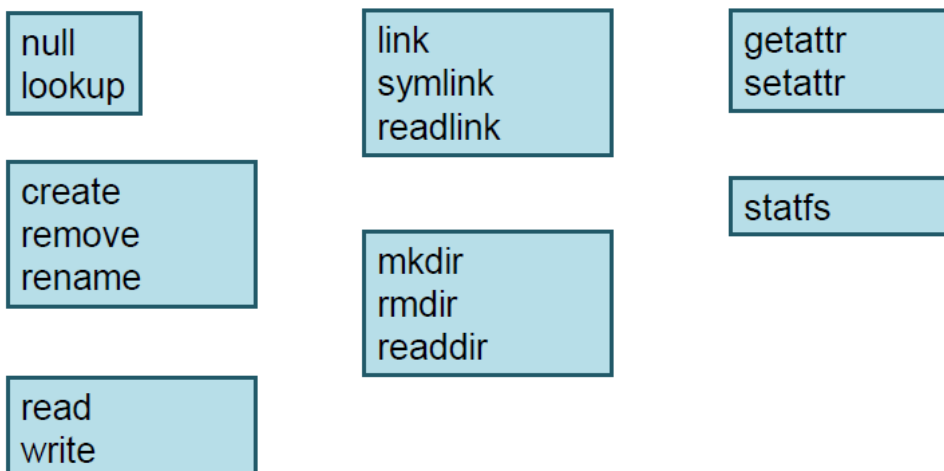 null
lookup
create
remove
rename
read
write
link
symlink
readlink
mkdir
rmdir
readdir
getattr
setattr
statfs